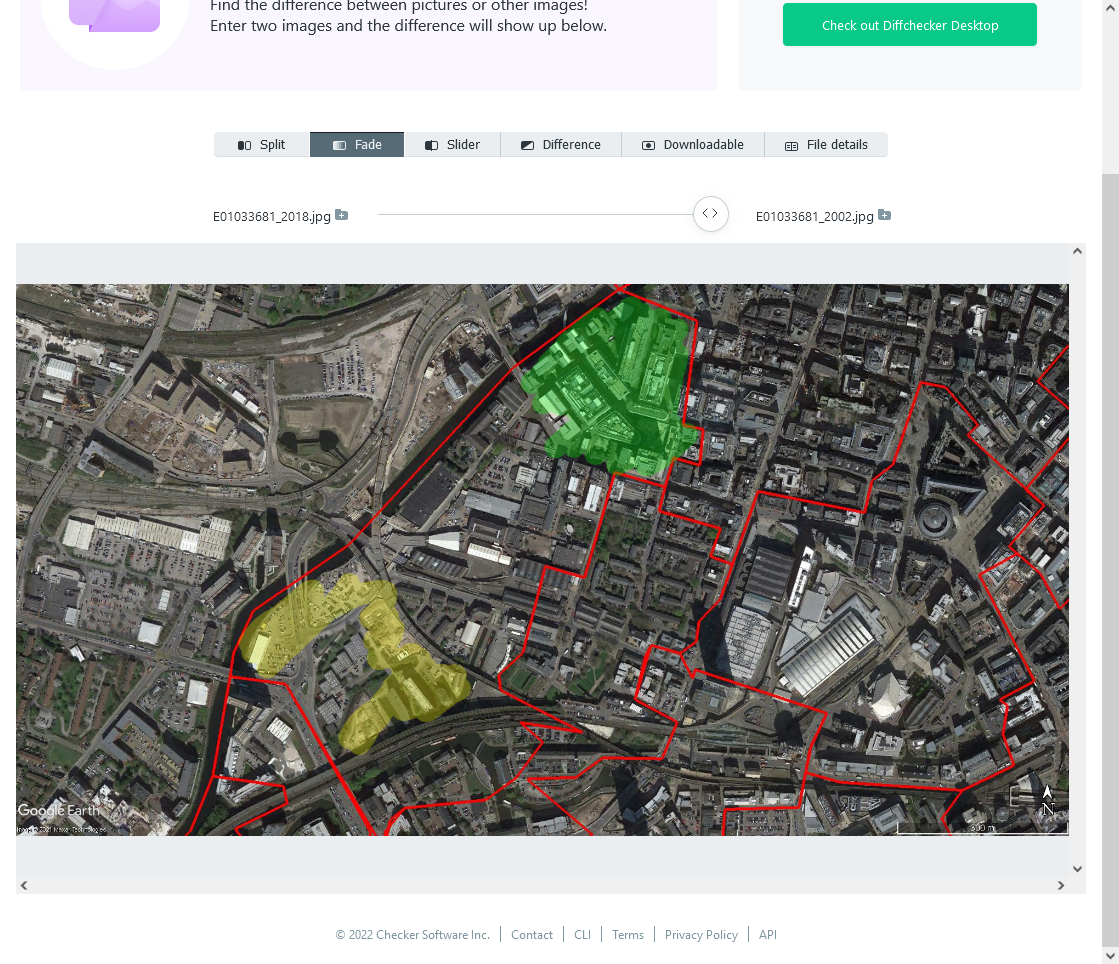 Find the difference between pictures or other images!
Enter two images and the difference will show up below.
Check out Diffchecker Desktop
Split
Fade
Slider
Difference
Downloadable
File details
E01033681_2018.jpg
E01033681_2002.jpg
Google Earth
N
300 m
© 2022 Checker Software Inc.
Contact
CLI
Terms
Privacy Policy
API